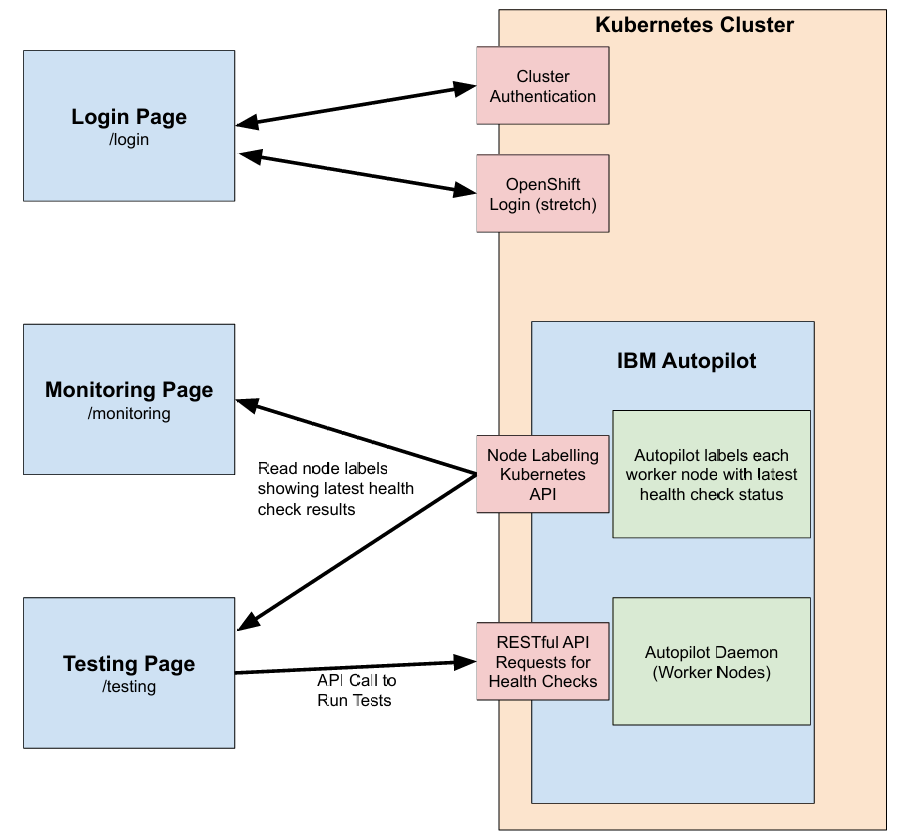 Kubernetes Cluster
Login Page
/login
Cluster
Authentication
OpenShift
Login (stretch)
Monitoring Page
/monitoring
Read node labels
showing latest health
check results
IBM Autopilot
Node Labelling
Kubernetes
API
Autopilot labels each
worker node with latest
health check status
Testing Page
/testing
API Call to
Run Tests
RESTful API
Requests for
Health Checks
Autopilot Daemon
(Worker Nodes)